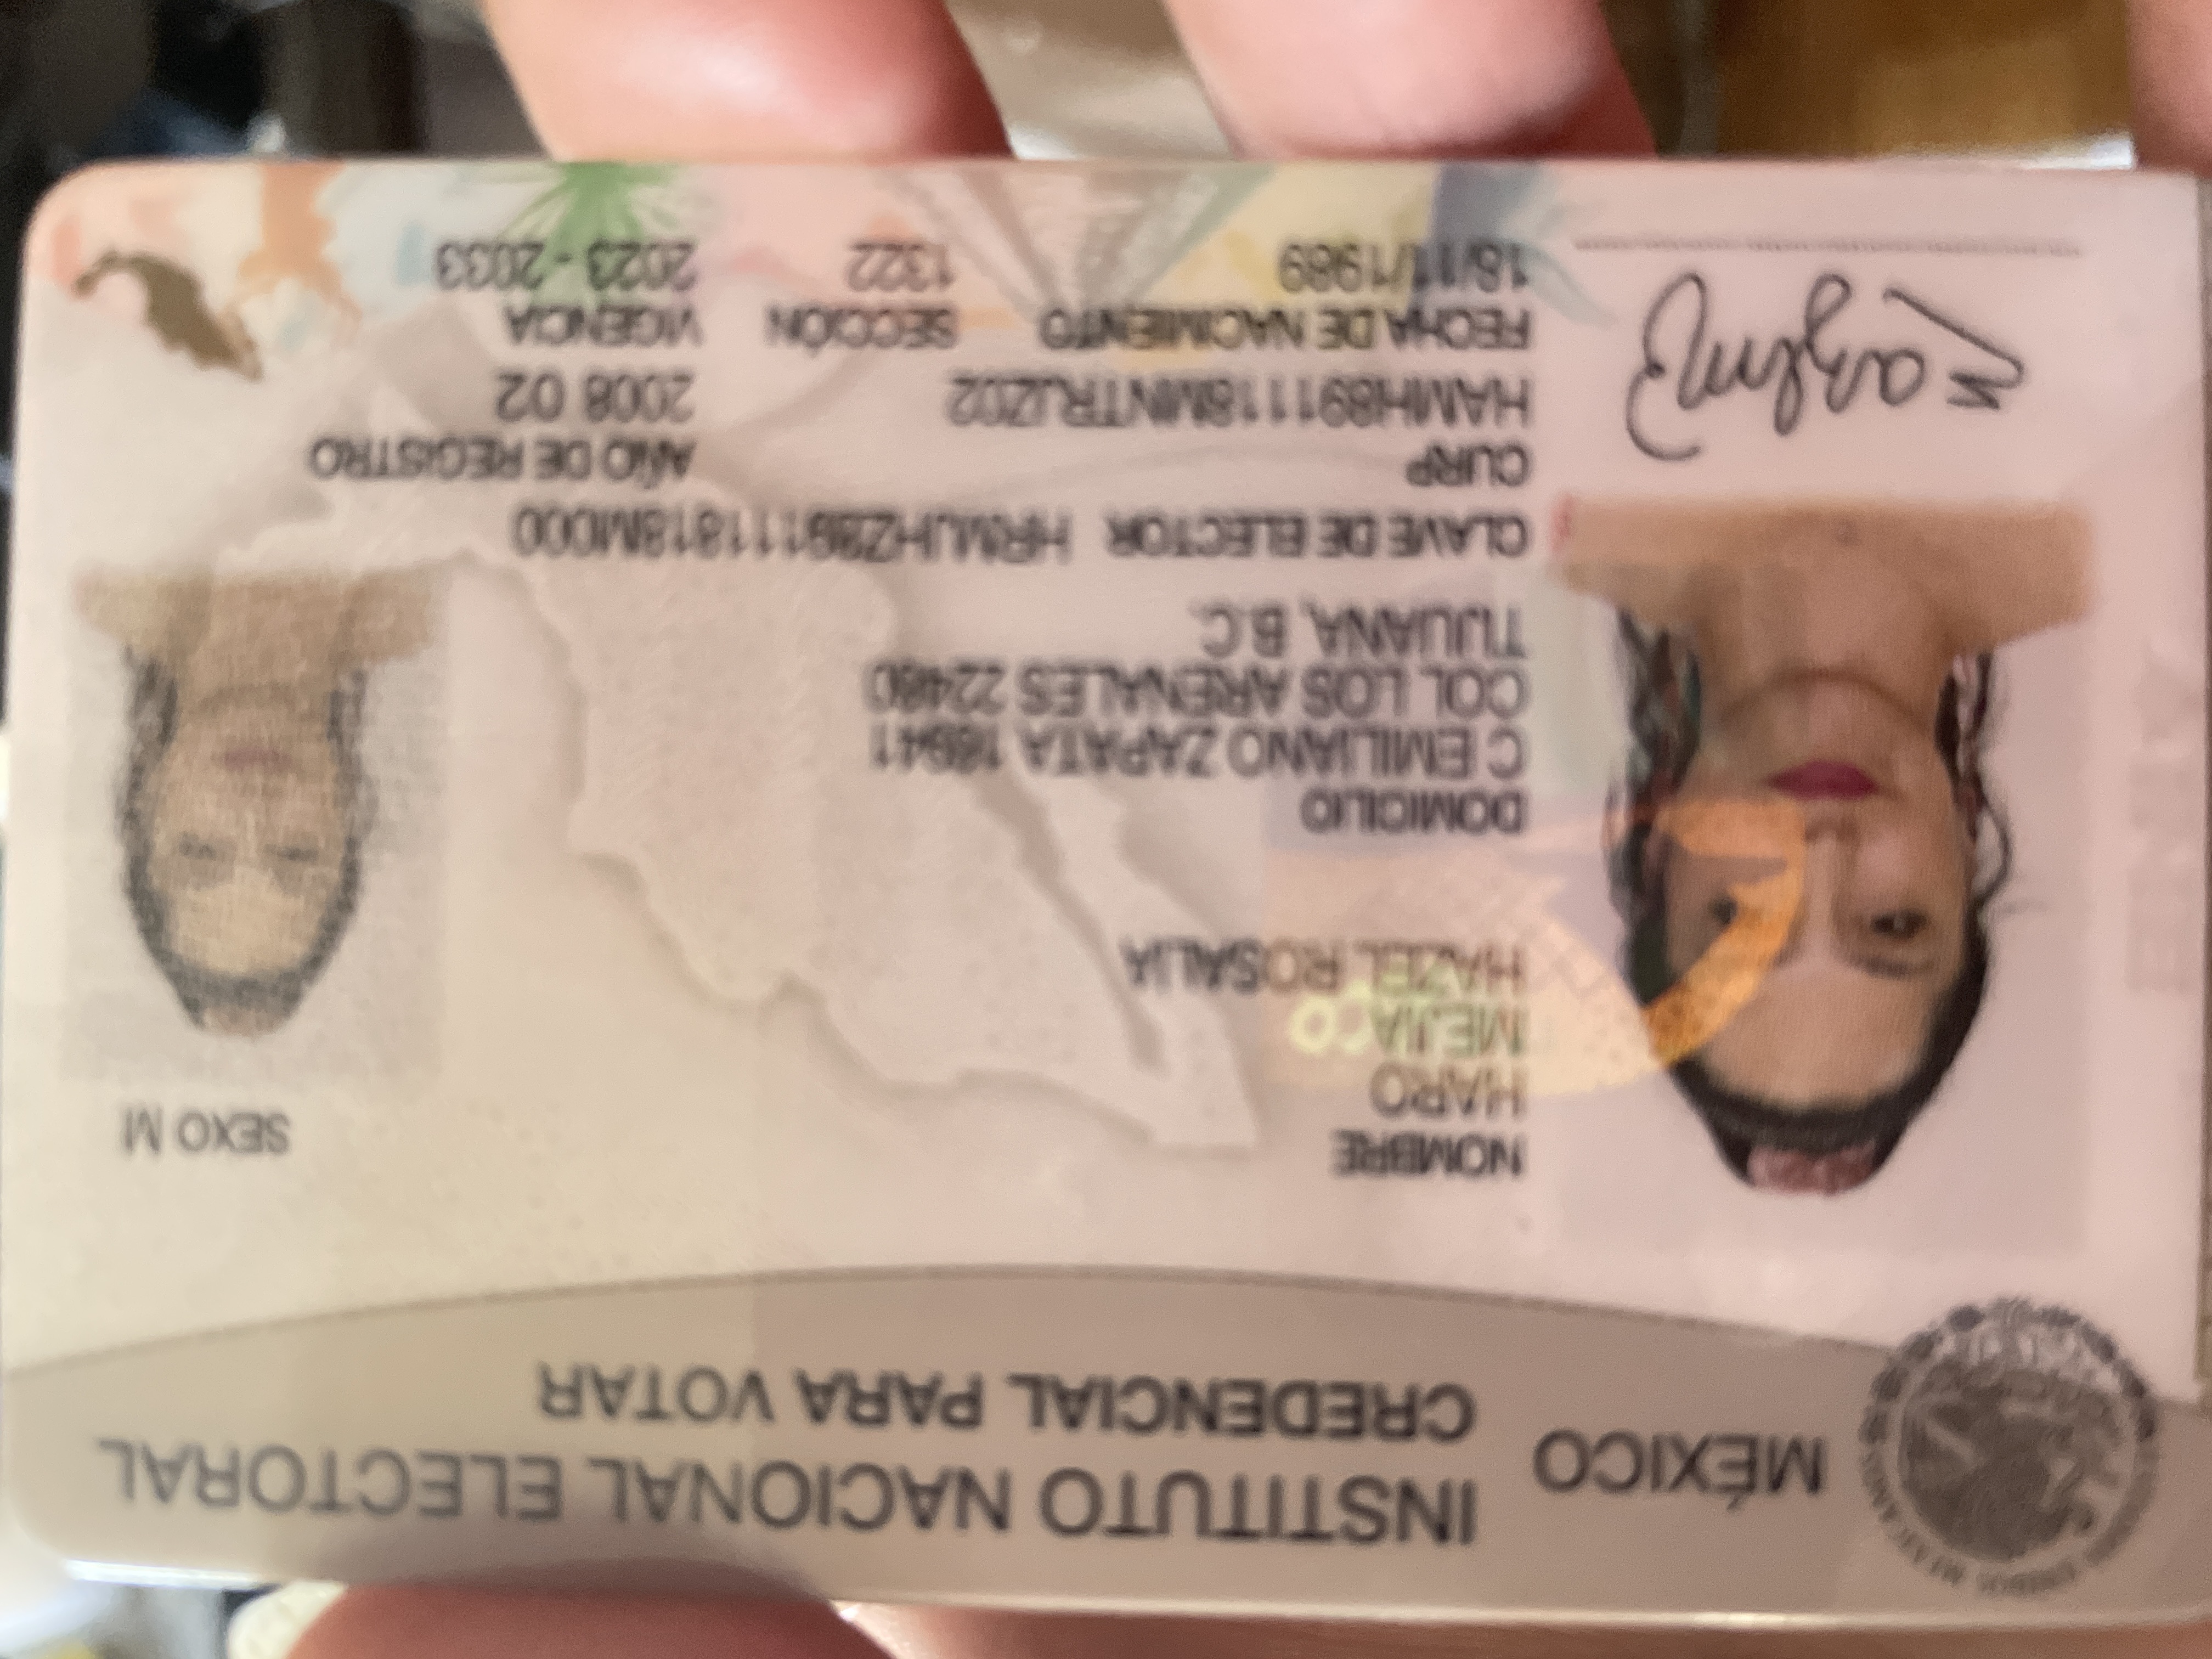 MÉXICO
INSTITUTO NACIONAL ELECTORAL
CREDENCIAL PARA VOTAR
NOMBRE
HARO
MEJIA
HAZEL ROSALIA
SEXO M
DOMICILIO
C EMILIANO ZAPATA
COL LOS ARENALES
TIJUANA, B.C.
CLAVE DE ELECTOR
CURP
AÑO DE REGISTRO
2008 02
FECHA DE NACIMIENTO
18/11/1989
SECCIÓN
1322
VIGENCIA
2023 - 2033